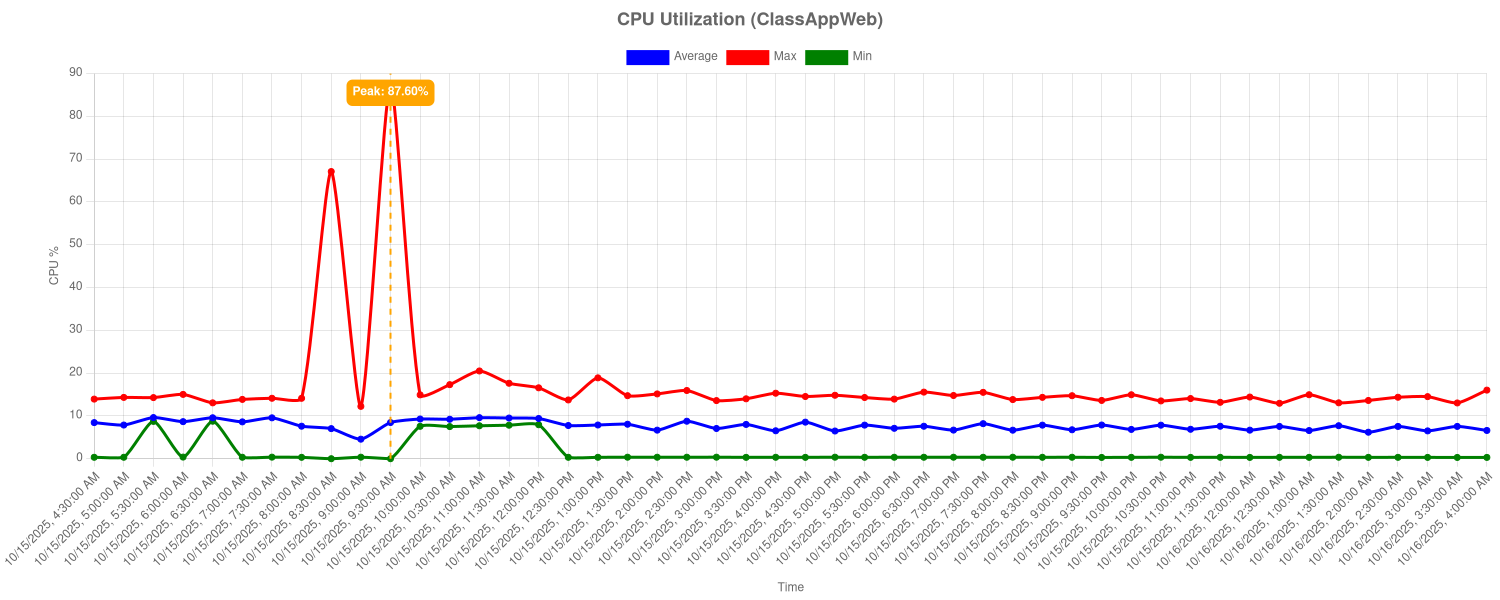 CPU Utilization (ClassAppWeb)
Average
Max
Min
Peak: 87.60%
CPU %
90
80
70
60
50
40
30
20
10
0
10/15/2025, 4:30:00 AM
10/15/2025, 5:00:00 AM
10/15/2025, 5:30:00 AM
10/15/2025, 6:00:00 AM
10/15/2025, 6:30:00 AM
10/15/2025, 7:00:00 AM
10/15/2025, 7:30:00 AM
10/15/2025, 8:00:00 AM
10/15/2025, 8:30:00 AM
10/15/2025, 9:00:00 AM
10/15/2025, 9:30:00 AM
10/15/2025, 10:00:00 AM
10/15/2025, 10:30:00 AM
10/15/2025, 11:00:00 AM
10/15/2025, 11:30:00 AM
10/15/2025, 12:00:00 PM
10/15/2025, 12:30:00 PM
10/15/2025, 1:00:00 PM
10/15/2025, 1:30:00 PM
10/15/2025, 2:00:00 PM
10/15/2025, 2:30:00 PM
10/15/2025, 3:00:00 PM
10/15/2025, 3:30:00 PM
10/15/2025, 4:00:00 PM
10/15/2025, 4:30:00 PM
10/15/2025, 5:00:00 PM
10/15/2025, 5:30:00 PM
10/15/2025, 6:00:00 PM
10/15/2025, 6:30:00 PM
10/15/2025, 7:00:00 PM
10/15/2025, 7:30:00 PM
10/15/2025, 8:00:00 PM
10/15/2025, 8:30:00 PM
10/15/2025, 9:00:00 PM
10/15/2025, 9:30:00 PM
10/15/2025, 10:00:00 PM
10/15/2025, 10:30:00 PM
10/15/2025, 11:00:00 PM
10/15/2025, 11:30:00 PM
10/16/2025, 12:00:00 AM
10/16/2025, 12:30:00 AM
10/16/2025, 1:00:00 AM
10/16/2025, 1:30:00 AM
10/16/2025, 2:00:00 AM
10/16/2025, 2:30:00 AM
10/16/2025, 3:00:00 AM
10/16/2025, 3:30:00 AM
10/16/2025, 4:00:00 AM
Time